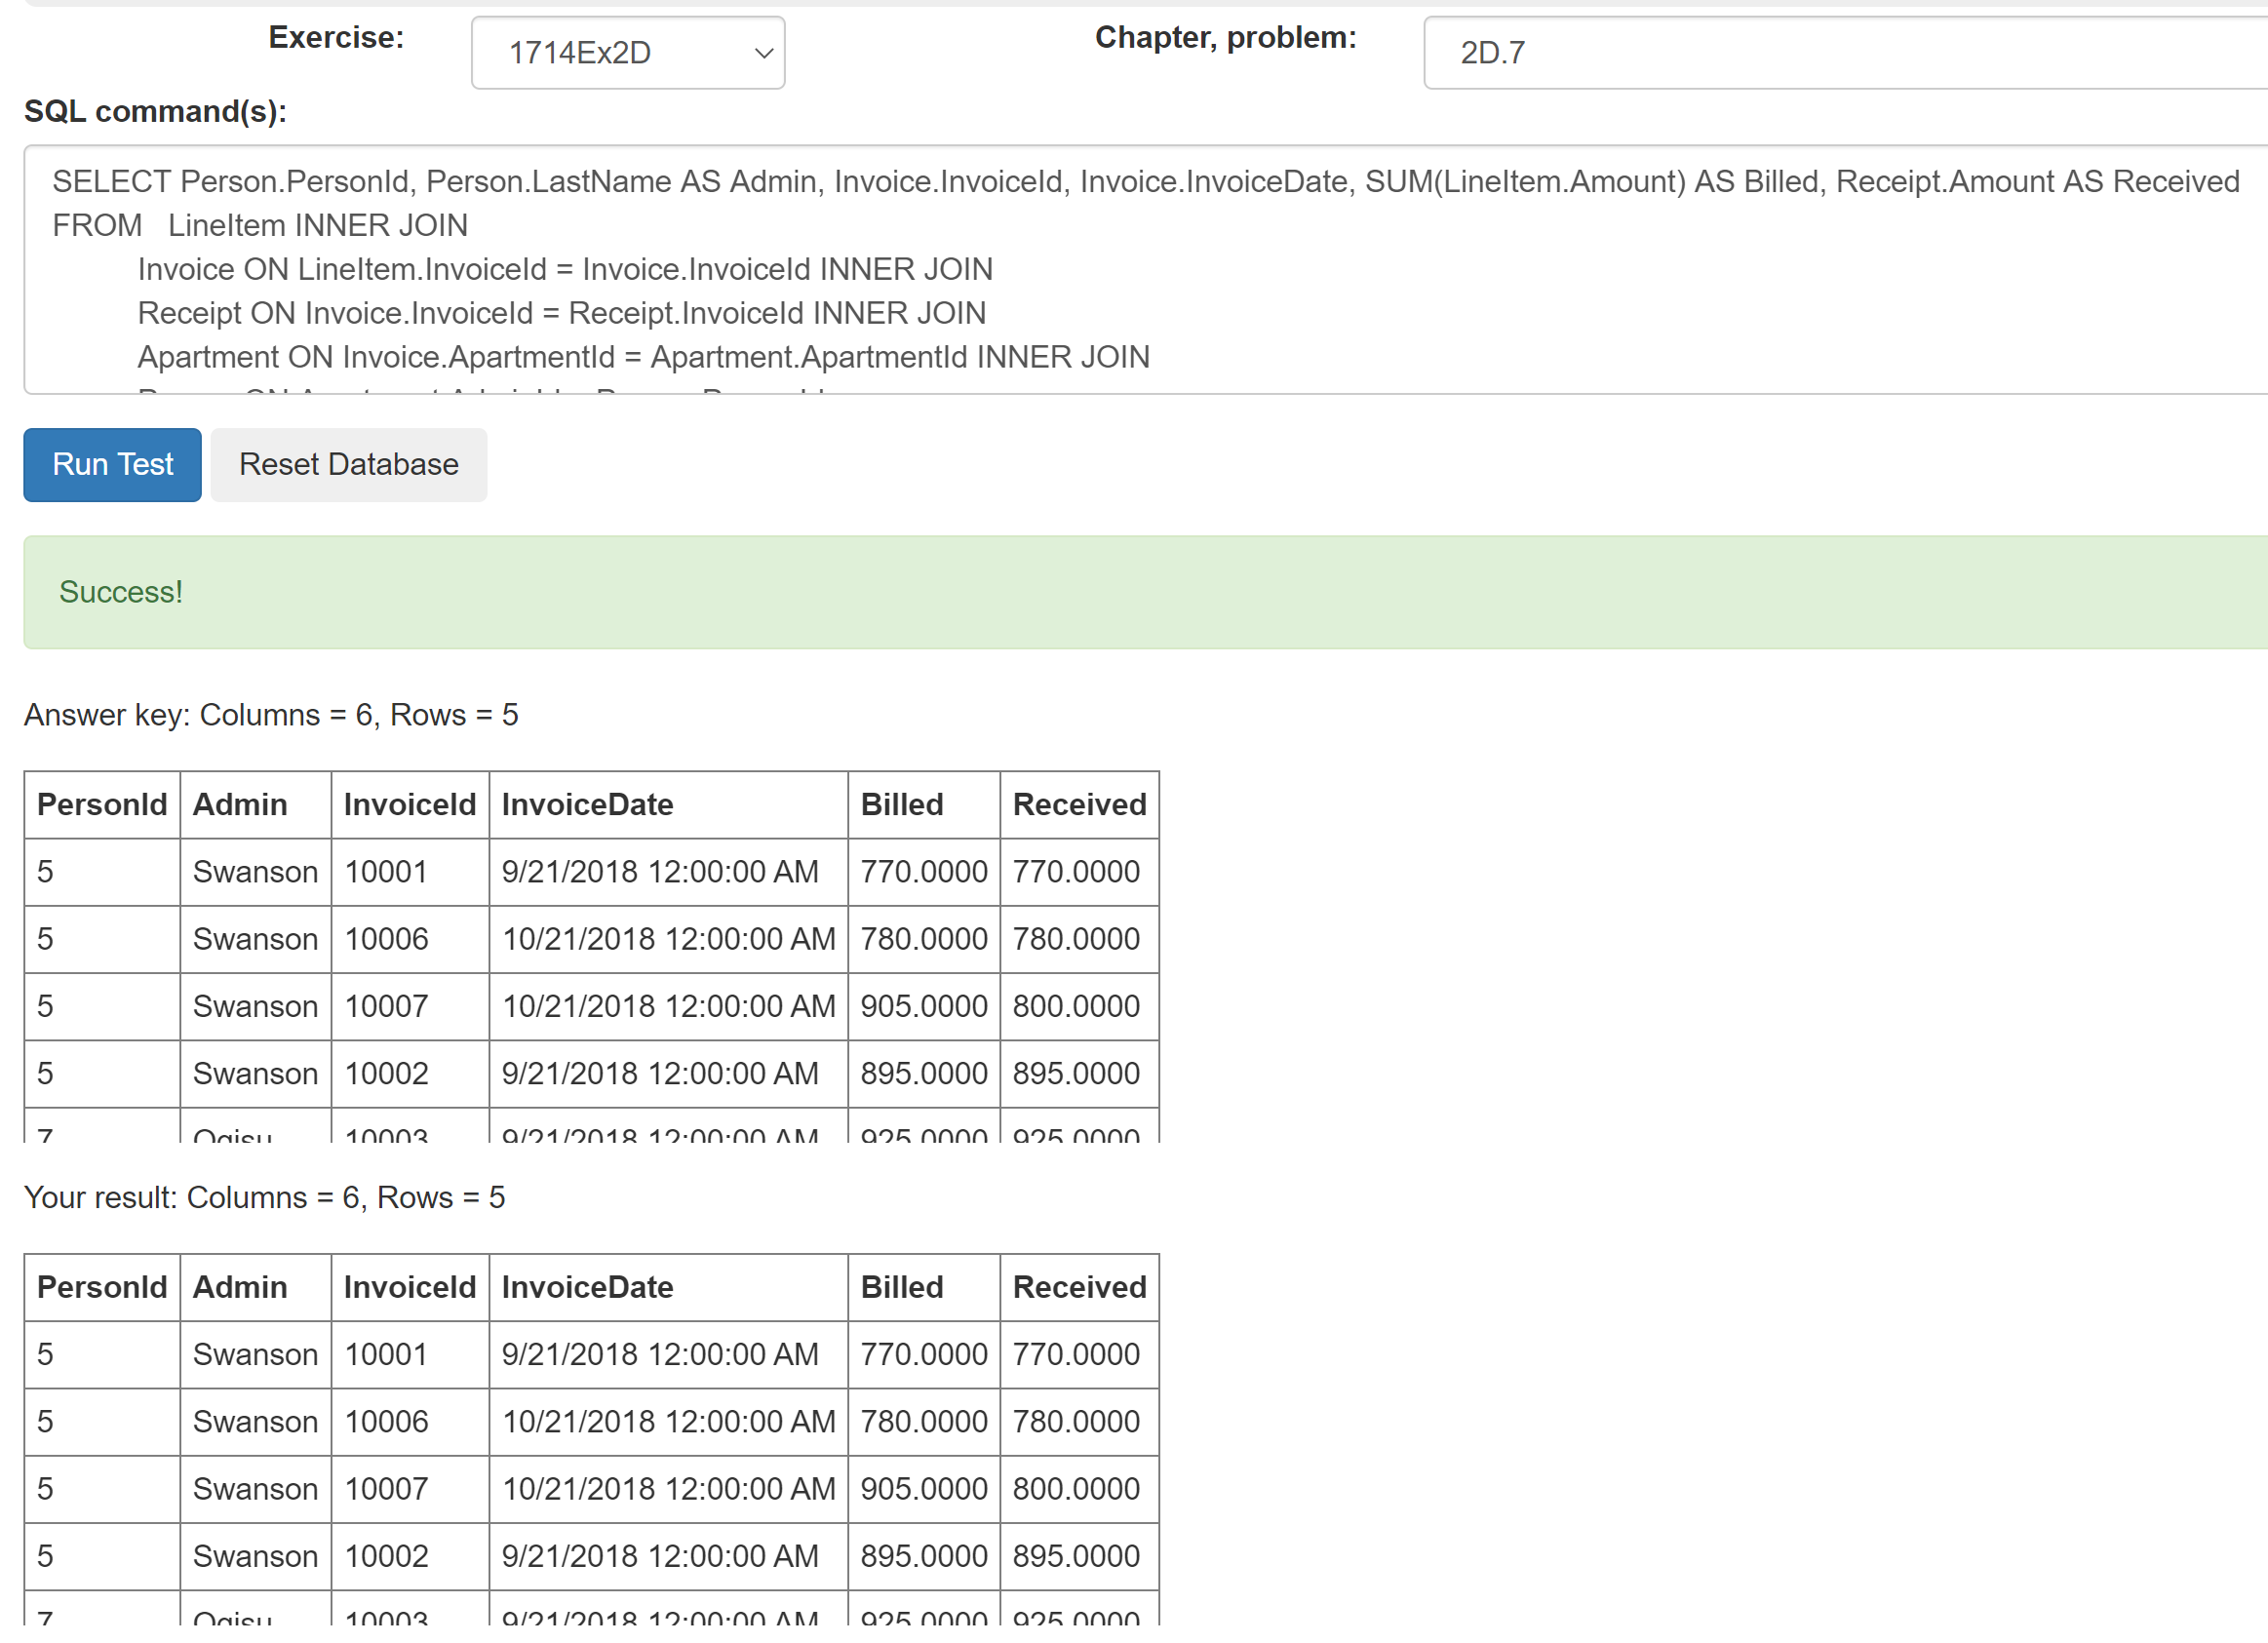 Exercise: 1714Ex2D Chapter, problem: 2D.7
SQL command(s):
SELECT Person.PersonId, Person.LastName AS Admin, Invoice.InvoiceId, Invoice.InvoiceDate, SUM(LineItem.Amount) AS Billed, Receipt.Amount AS Received
FROM LineItem INNER JOIN
Invoice ON LineItem.InvoiceId = Invoice.InvoiceId INNER JOIN
Receipt ON Invoice.InvoiceId = Receipt.InvoiceId INNER JOIN
Apartment ON Invoice.ApartmentId = Apartment.ApartmentId INNER JOIN
Run Test Reset Database
Success!
Answer key: Columns = 6, Rows = 5
PersonId Admin InvoiceId InvoiceDate Billed Received
5 Swanson 10001 9/21/2018 12:00:00 AM 770.0000 770.0000
5 Swanson 10006 10/21/2018 12:00:00 AM 780.0000 780.0000
5 Swanson 10007 10/21/2018 12:00:00 AM 905.0000 800.0000
5 Swanson 10002 9/21/2018 12:00:00 AM 895.0000 895.0000
7 Ogisu 10003 9/21/2018 12:00:00 AM 925.0000 925.0000
Your result: Columns = 6, Rows = 5
PersonId Admin InvoiceId InvoiceDate Billed Received
5 Swanson 10001 9/21/2018 12:00:00 AM 770.0000 770.0000
5 Swanson 10006 10/21/2018 12:00:00 AM 780.0000 780.0000
5 Swanson 10007 10/21/2018 12:00:00 AM 905.0000 800.0000
5 Swanson 10002 9/21/2018 12:00:00 AM 895.0000 895.0000
7 Ogisu 10003 9/21/2018 12:00:00 AM 925.0000 925.0000